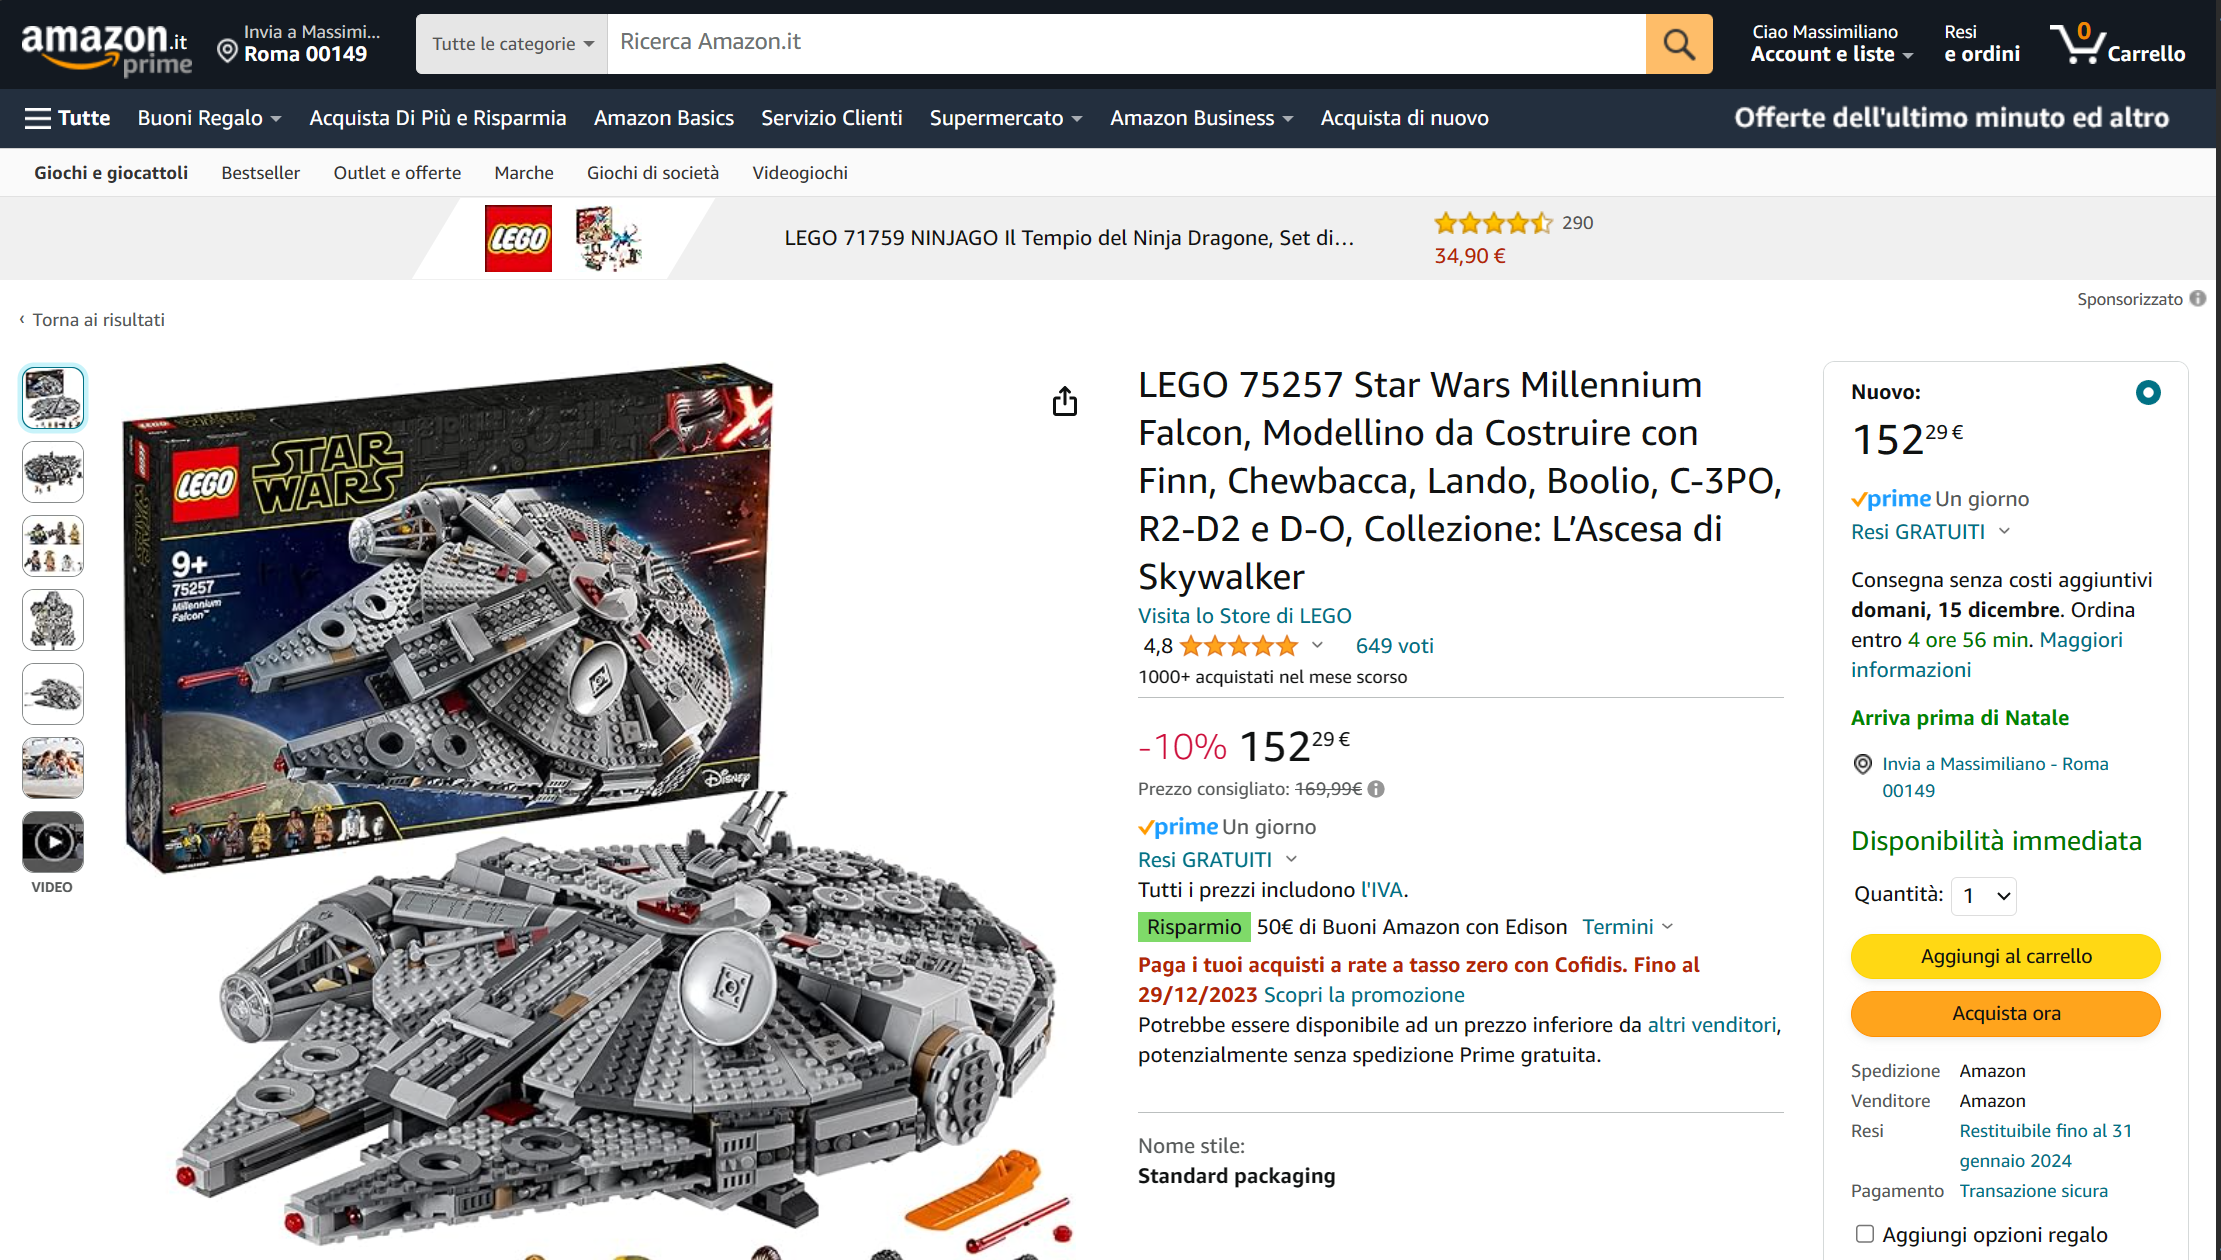 amazon.it
prime
Invia a Massimi...
Roma 00149
Tutte le categorie
Ricerca Amazon.it
Ciao Massimiliano
Account e liste
Resi
e ordini
0
Carrello
Tutte
Buoni Regalo
Acquista Di Più e Risparmia
Amazon Basics
Servizio Clienti
Supermercato
Amazon Business
Acquista di nuovo
Offerte dell'ultimo minuto ed altro
Giochi e giocattoli
Bestseller
Outlet e offerte
Marche
Giochi di società
Videogiochi
LEGO
LEGO 71759 NINJAGO Il Tempio del Ninja Dragone, Set di…
290
34,90 €
Sponsorizzato
‹ Torna ai risultati
VIDEO
LEGO
STAR
WARS
9+
75257
Millennium
Falcon™
Disney
LEGO 75257 Star Wars Millennium
Falcon, Modellino da Costruire con
Finn, Chewbacca, Lando, Boolio, C-3PO,
R2-D2 e D-O, Collezione: L’Ascesa di
Skywalker
Visita lo Store di LEGO
4,8
649 voti
1000+ acquistati nel mese scorso
-10% 152 29 €
Prezzo consigliato: 169,99€
prime Un giorno
Resi GRATUITI
Tutti i prezzi includono l'IVA.
Risparmio 50€ di Buoni Amazon con Edison Termini
Paga i tuoi acquisti a rate a tasso zero con Cofidis. Fino al
29/12/2023 Scopri la promozione
Potrebbe essere disponibile ad un prezzo inferiore da altri venditori,
potenzialmente senza spedizione Prime gratuita.
Nome stile:
Standard packaging
Nuovo:
152 29 €
prime Un giorno
Resi GRATUITI
Consegna senza costi aggiuntivi
domani, 15 dicembre. Ordina
entro 4 ore 56 min. Maggiori
informazioni
Arriva prima di Natale
Invia a Massimiliano - Roma
00149
Disponibilità immediata
Quantità: 1
Aggiungi al carrello
Acquista ora
Spedizione Amazon
Venditore Amazon
Resi Restituibile fino al 31
gennaio 2024
Pagamento Transazione sicura
Aggiungi opzioni regalo